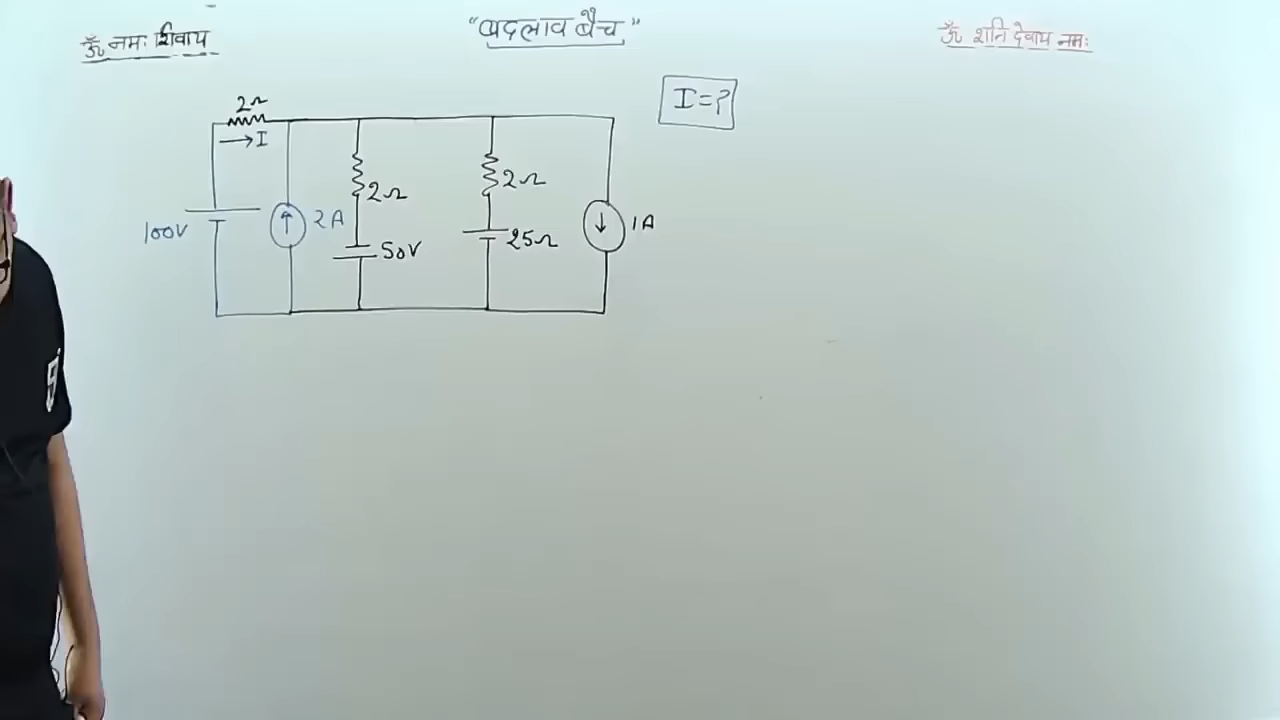 ॐ नमः शिवाय
"बदलाव बैच"
ॐ शनि देवाय नमः
I=?
2Ω
→I
100V
2A
2Ω
50V
2Ω
25Ω
1A